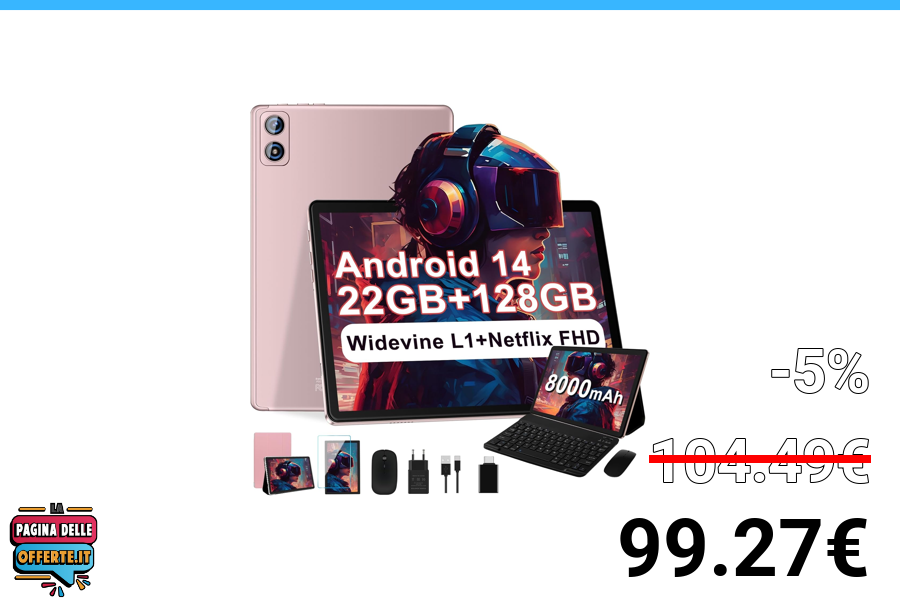 Android 14
22GB+128GB
Widevine L1+Netflix FHD
8000mAh
-5%
104.49€
99.27€
LA
PAGINA DELLE
OFFERTE.IT